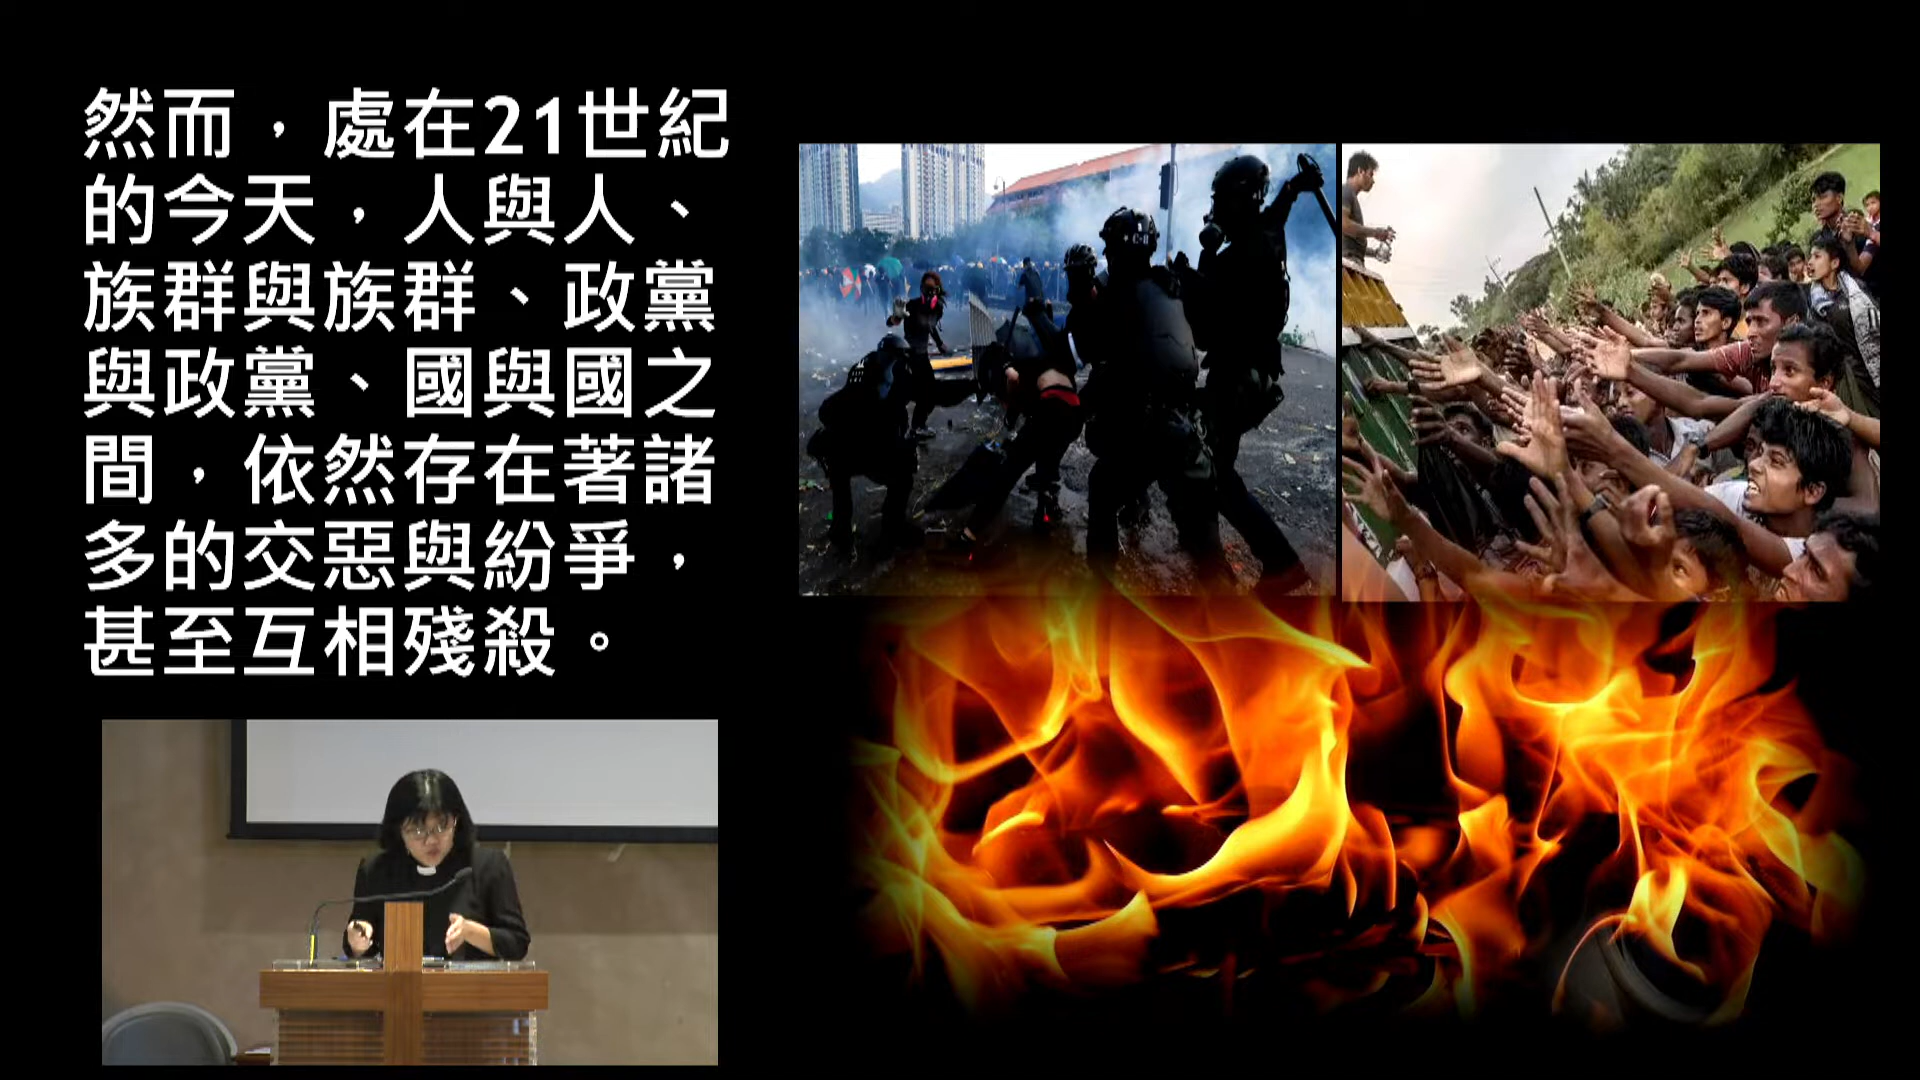 然而，處在21世紀
的今天，人與人、
族群與族群、政黨
與政黨、國與國之
間，依然存在著諸
多的交惡與紛爭，
甚至互相殘殺。